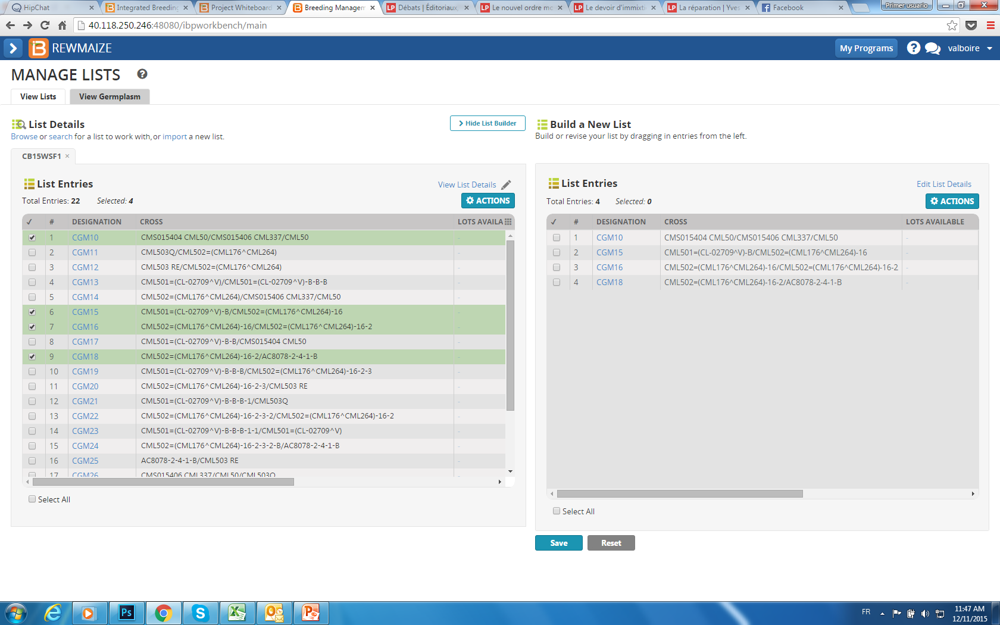 HipChat
Integrated Breeding
Project Whiteboard
Breeding Managem
Débats | Éditoriaux,
Le nouvel ordre mo
Le devoir d'immixti
La réparation | Yves
Facebook
Primer usuario
40.118.250.246:48080/ibpworkbench/main
REWMAIZE
My Programs
valboire
MANAGE LISTS
View Lists
View Germplasm
List Details
Browse or search for a list to work with, or import a new list.
Hide List Builder
CB15WSF1
List Entries
View List Details
Total Entries: 22 Selected: 4
ACTIONS
✓ # DESIGNATION CROSS LOTS AVAILA
1 CGM10 CMS015404 CML50/CMS015406 CML337/CML50 -
2 CGM11 CML503Q/CML502=(CML176^CML264) -
3 CGM12 CML503 RE/CML502=(CML176^CML264) -
4 CGM13 CML501=(CL-02709^V)/CML501=(CL-02709^V)-B-B-B -
5 CGM14 CML502=(CML176^CML264)/CMS015406 CML337/CML50 -
6 CGM15 CML501=(CL-02709^V)-B/CML502=(CML176^CML264)-16 -
7 CGM16 CML502=(CML176^CML264)-16/CML502=(CML176^CML264)-16-2 -
8 CGM17 CML501=(CL-02709^V)-B-B/CMS015404 CML50 -
9 CGM18 CML502=(CML176^CML264)-16-2/AC8078-2-4-1-B -
10 CGM19 CML501=(CL-02709^V)-B-B-B/CML502=(CML176^CML264)-16-2-3 -
11 CGM20 CML502=(CML176^CML264)-16-2-3/CML503 RE -
12 CGM21 CML501=(CL-02709^V)-B-B-B-1/CML503Q -
13 CGM22 CML502=(CML176^CML264)-16-2-3-2/CML502=(CML176^CML264)-16-2 -
14 CGM23 CML501=(CL-02709^V)-B-B-B-1-1/CML501=(CL-02709^V) -
15 CGM24 CML502=(CML176^CML264)-16-2-3-2-B/AC8078-2-4-1-B -
16 CGM25 AC8078-2-4-1-B/CML503 RE -
17 CGM26 CMS015406 CML337/CML50/CML503Q -
Select All
Build a New List
Build or revise your list by dragging in entries from the left.
List Entries
Edit List Details
Total Entries: 4 Selected: 0
ACTIONS
✓ # DESIGNATION CROSS LOTS AVAILABLE
1 CGM10 CMS015404 CML50/CMS015406 CML337/CML50 -
2 CGM15 CML501=(CL-02709^V)-B/CML502=(CML176^CML264)-16 -
3 CGM16 CML502=(CML176^CML264)-16/CML502=(CML176^CML264)-16-2 -
4 CGM18 CML502=(CML176^CML264)-16-2/AC8078-2-4-1-B -
Select All
Save
Reset
FR
11:47 AM
12/11/2015